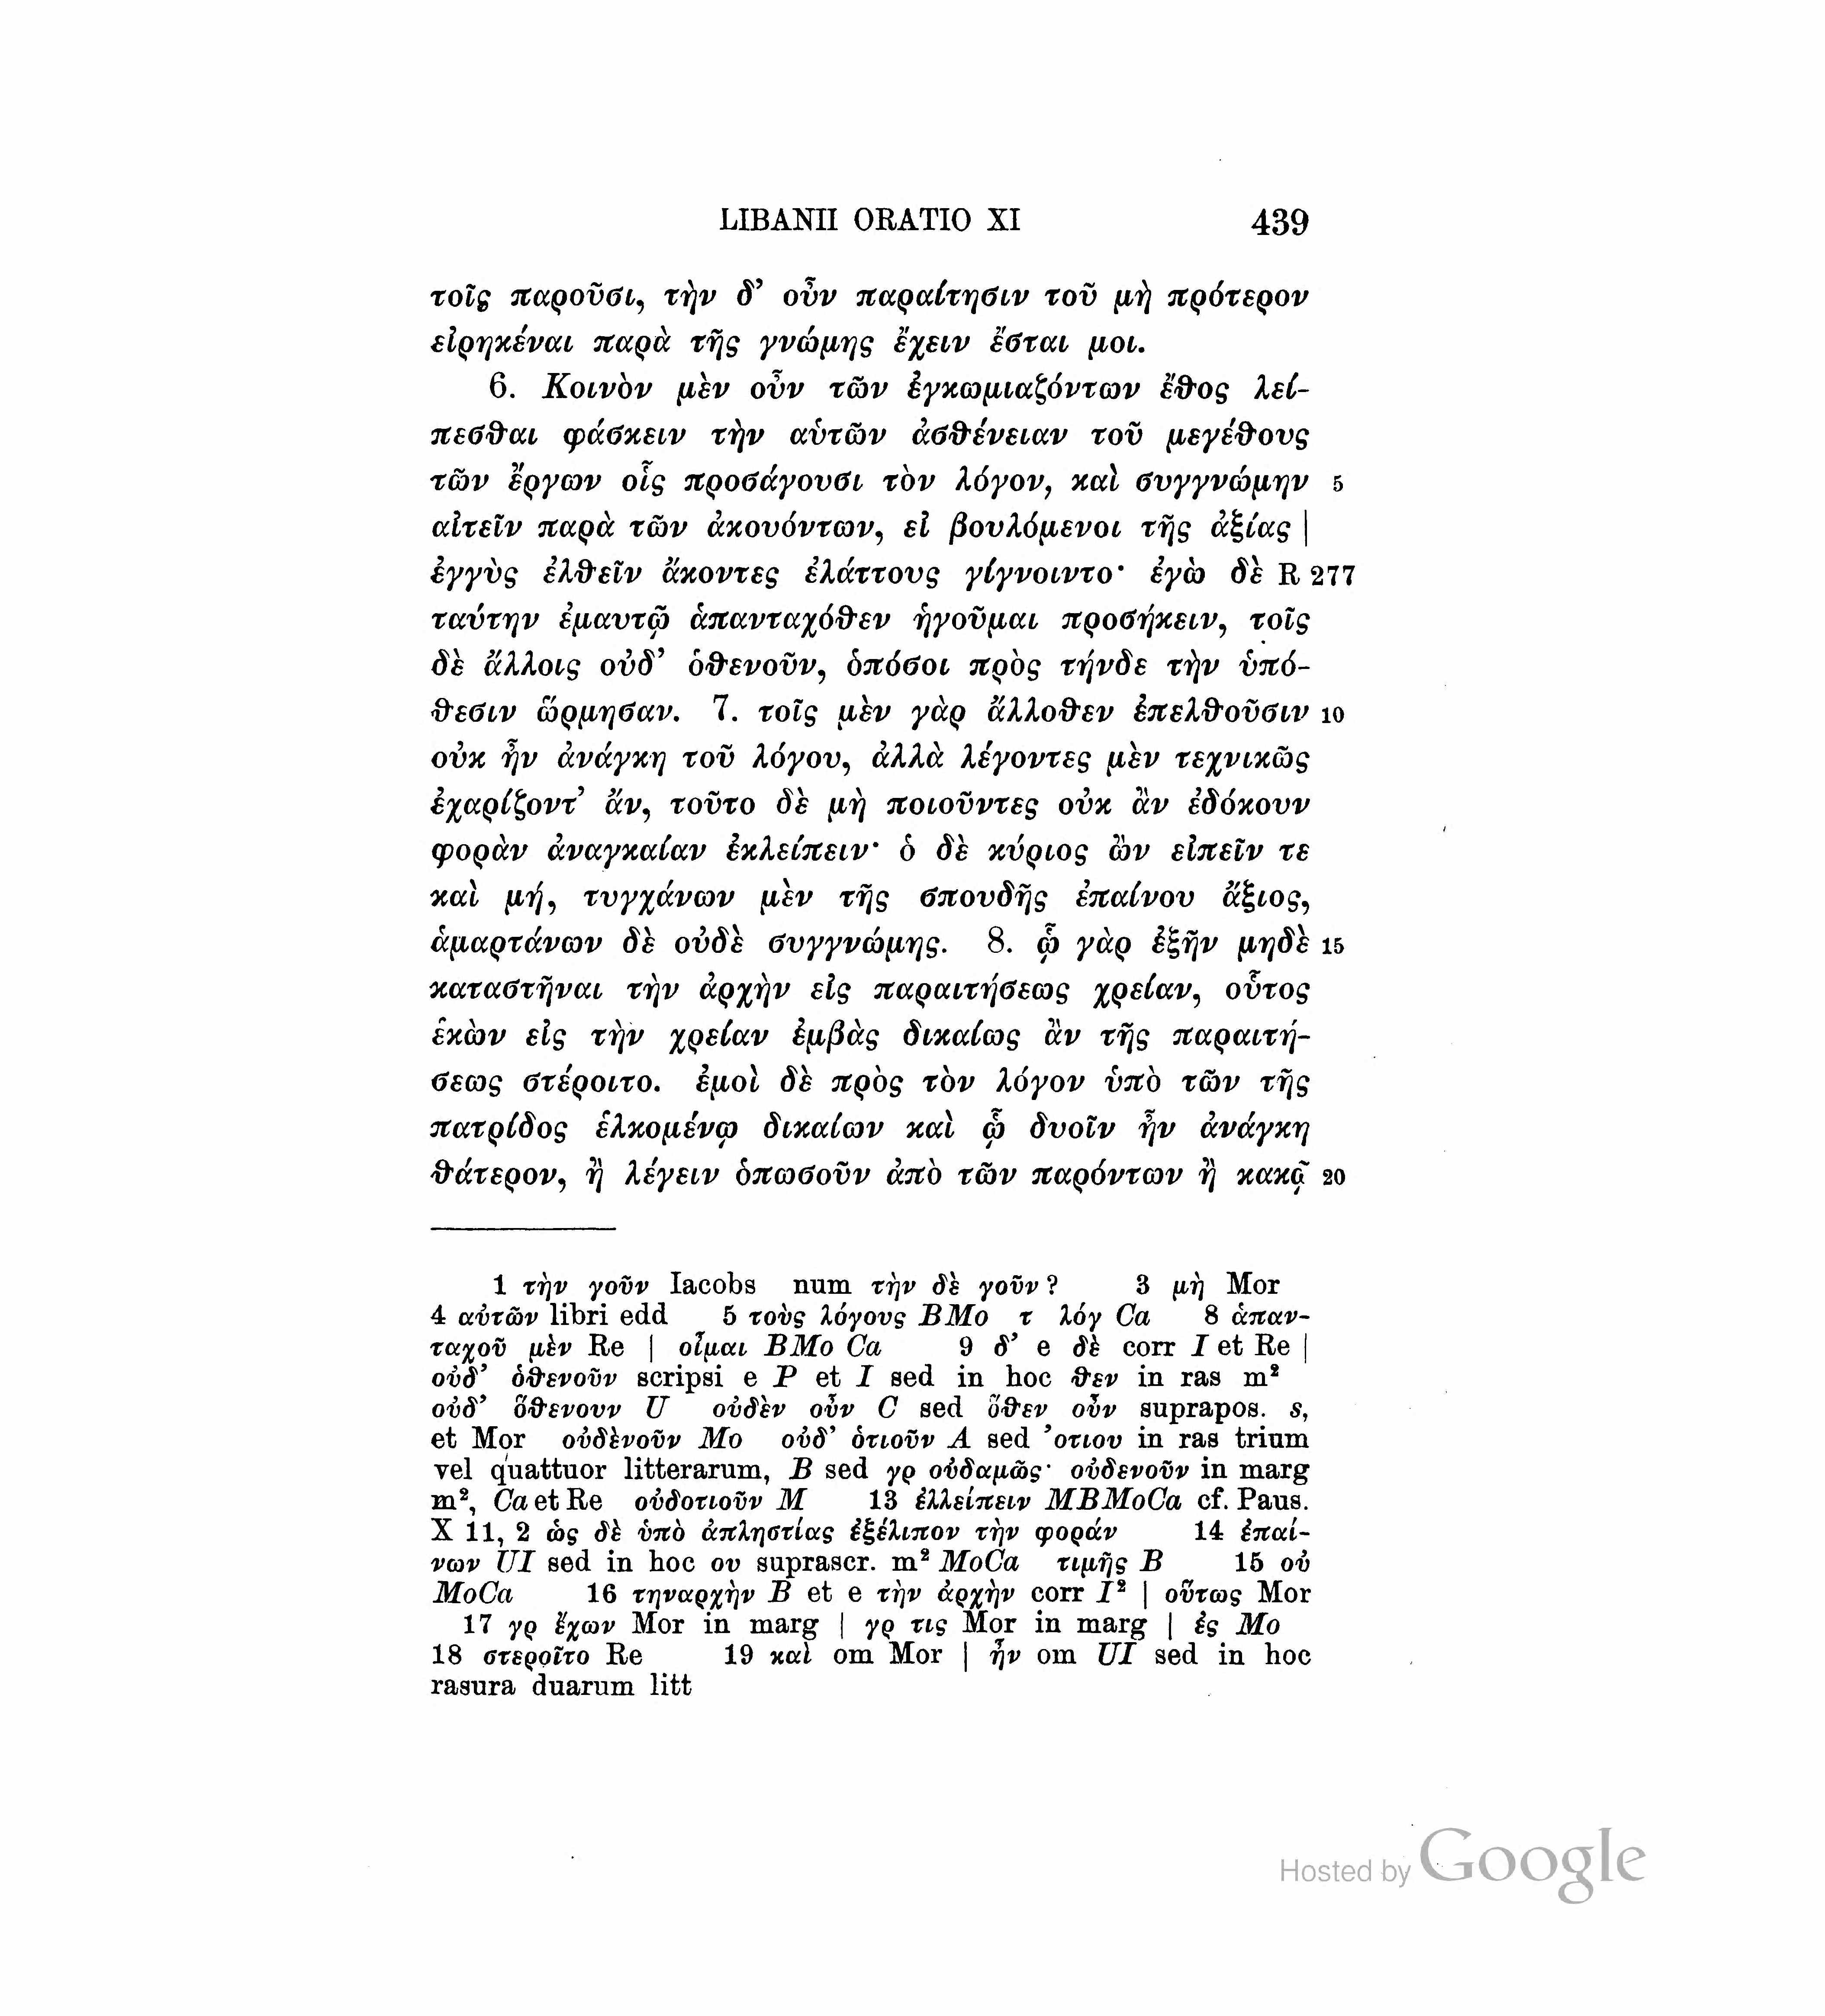 LIBANII ORATIO XI 439
τοῖς παροῦσι, τὴν δ’ οὖν παραίτησιν τοῦ μὴ πρότερον
εἰρηκέναι παρὰ τῆς γνώμης ἔχειν ἔσται μοι.
6. Κοινὸν μὲν οὖν τῶν ἐγκωμιαζόντων ἔθος λεί-
πεσθαι φάσκειν τὴν αὑτῶν ἀσθένειαν τοῦ μεγέθους
τῶν ἔργων οἷς προσάγουσι τὸν λόγον, καὶ συγγνώμην 5
αἰτεῖν παρὰ τῶν ἀκουόντων, εἰ βουλόμενοι τῆς ἀξίας |
ἐγγὺς ἐλθεῖν ἄκοντες ἐλάττους γίγνοιντο· ἐγὼ δὲ R 277
ταύτην ἐμαυτῷ ἁπανταχόθεν ἡγοῦμαι προσήκειν, τοῖς
δὲ ἄλλοις οὐδ’ ὁθενοῦν, ὁπόσοι πρὸς τήνδε τὴν ὑπό-
θεσιν ὥρμησαν. 7. τοῖς μὲν γὰρ ἄλλοθεν ἐπελθοῦσιν 10
οὐκ ἦν ἀνάγκη τοῦ λόγου, ἀλλὰ λέγοντες μὲν τεχνικῶς
ἐχαρίζοντ’ ἄν, τοῦτο δὲ μὴ ποιοῦντες οὐκ ἂν ἐδόκουν
φορὰν ἀναγκαίαν ἐκλείπειν· ὁ δὲ κύριος ὢν εἰπεῖν τε
καὶ μή, τυγχάνων μὲν τῆς σπουδῆς ἐπαίνου ἄξιος,
ἁμαρτάνων δὲ οὐδὲ συγγνώμης. 8. ᾧ γὰρ ἐξῆν μηδὲ 15
καταστῆναι τὴν ἀρχὴν εἰς παραιτήσεως χρείαν, οὗτος
ἑκὼν εἰς τὴν χρείαν ἐμβὰς δικαίως ἂν τῆς παραιτή-
σεως στέροιτο. ἐμοὶ δὲ πρὸς τὸν λόγον ὑπὸ τῶν τῆς
πατρίδος ἑλκομένῳ δικαίων καὶ ᾧ δυοῖν ἦν ἀνάγκη
θάτερον, ἢ λέγειν ὁπωσοῦν ἀπὸ τῶν παρόντων ἢ κακᾷ 20
1 τὴν γοῦν Iacobs num τὴν δὲ γοῦν? 3 μὴ Mor
4 αὐτῶν libri edd 5 τοὺς λόγους BMo τ λόγ Ca 8 ἁπαν-
ταχοῦ μὲν Re | οἶμαι BMo Ca 9 δ’ e δὲ corr I et Re |
οὐδ’ ὁθενοῦν scripsi e P et I sed in hoc θεν in ras m²
οὐδ’ ὅθενουν U οὐδὲν οὖν C sed ὅθεν οὖν suprapos. s,
et Mor οὐδὲνοῦν Mo οὐδ’ ὁτιοῦν A sed ’οτιου in ras trium
vel quattuor litterarum, B sed γρ οὐδαμῶς· οὐδενοῦν in marg
m², Ca et Re οὐδοτιοῦν M 13 ἐλλείπειν MBMoCa cf. Paus.
X 11, 2 ὡς δὲ ὑπὸ ἀπληστίας ἐξέλιπον τὴν φοράν 14 ἐπαί-
νων UI sed in hoc ου suprascr. m² MoCa τιμῆς B 15 οὐ
MoCa 16 τηναρχὴν B et e τὴν ἀρχὴν corr I² | οὕτως Mor
17 γρ ἔχων Mor in marg | γρ τις Mor in marg | ἐς Mo
18 στεροῖτο Re 19 καὶ om Mor | ἦν om UI sed in hoc
rasura duarum litt
Hosted by Google